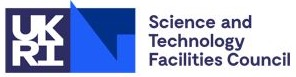 UK
RI
Science and
Technology
Facilities Council